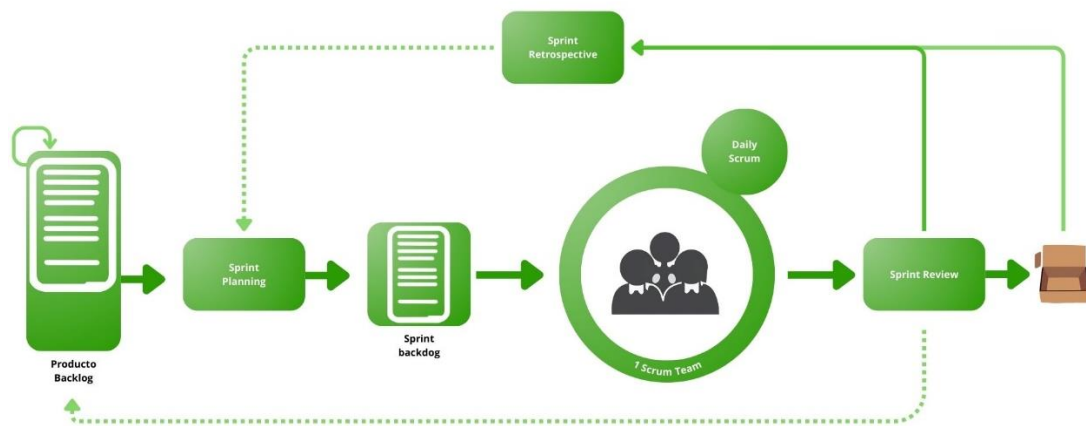 Sprint
Retrospective
Daily
Scrum
Sprint
Planning
Sprint Review
1 Scrum Team
Sprint
backdog
Producto
Backlog